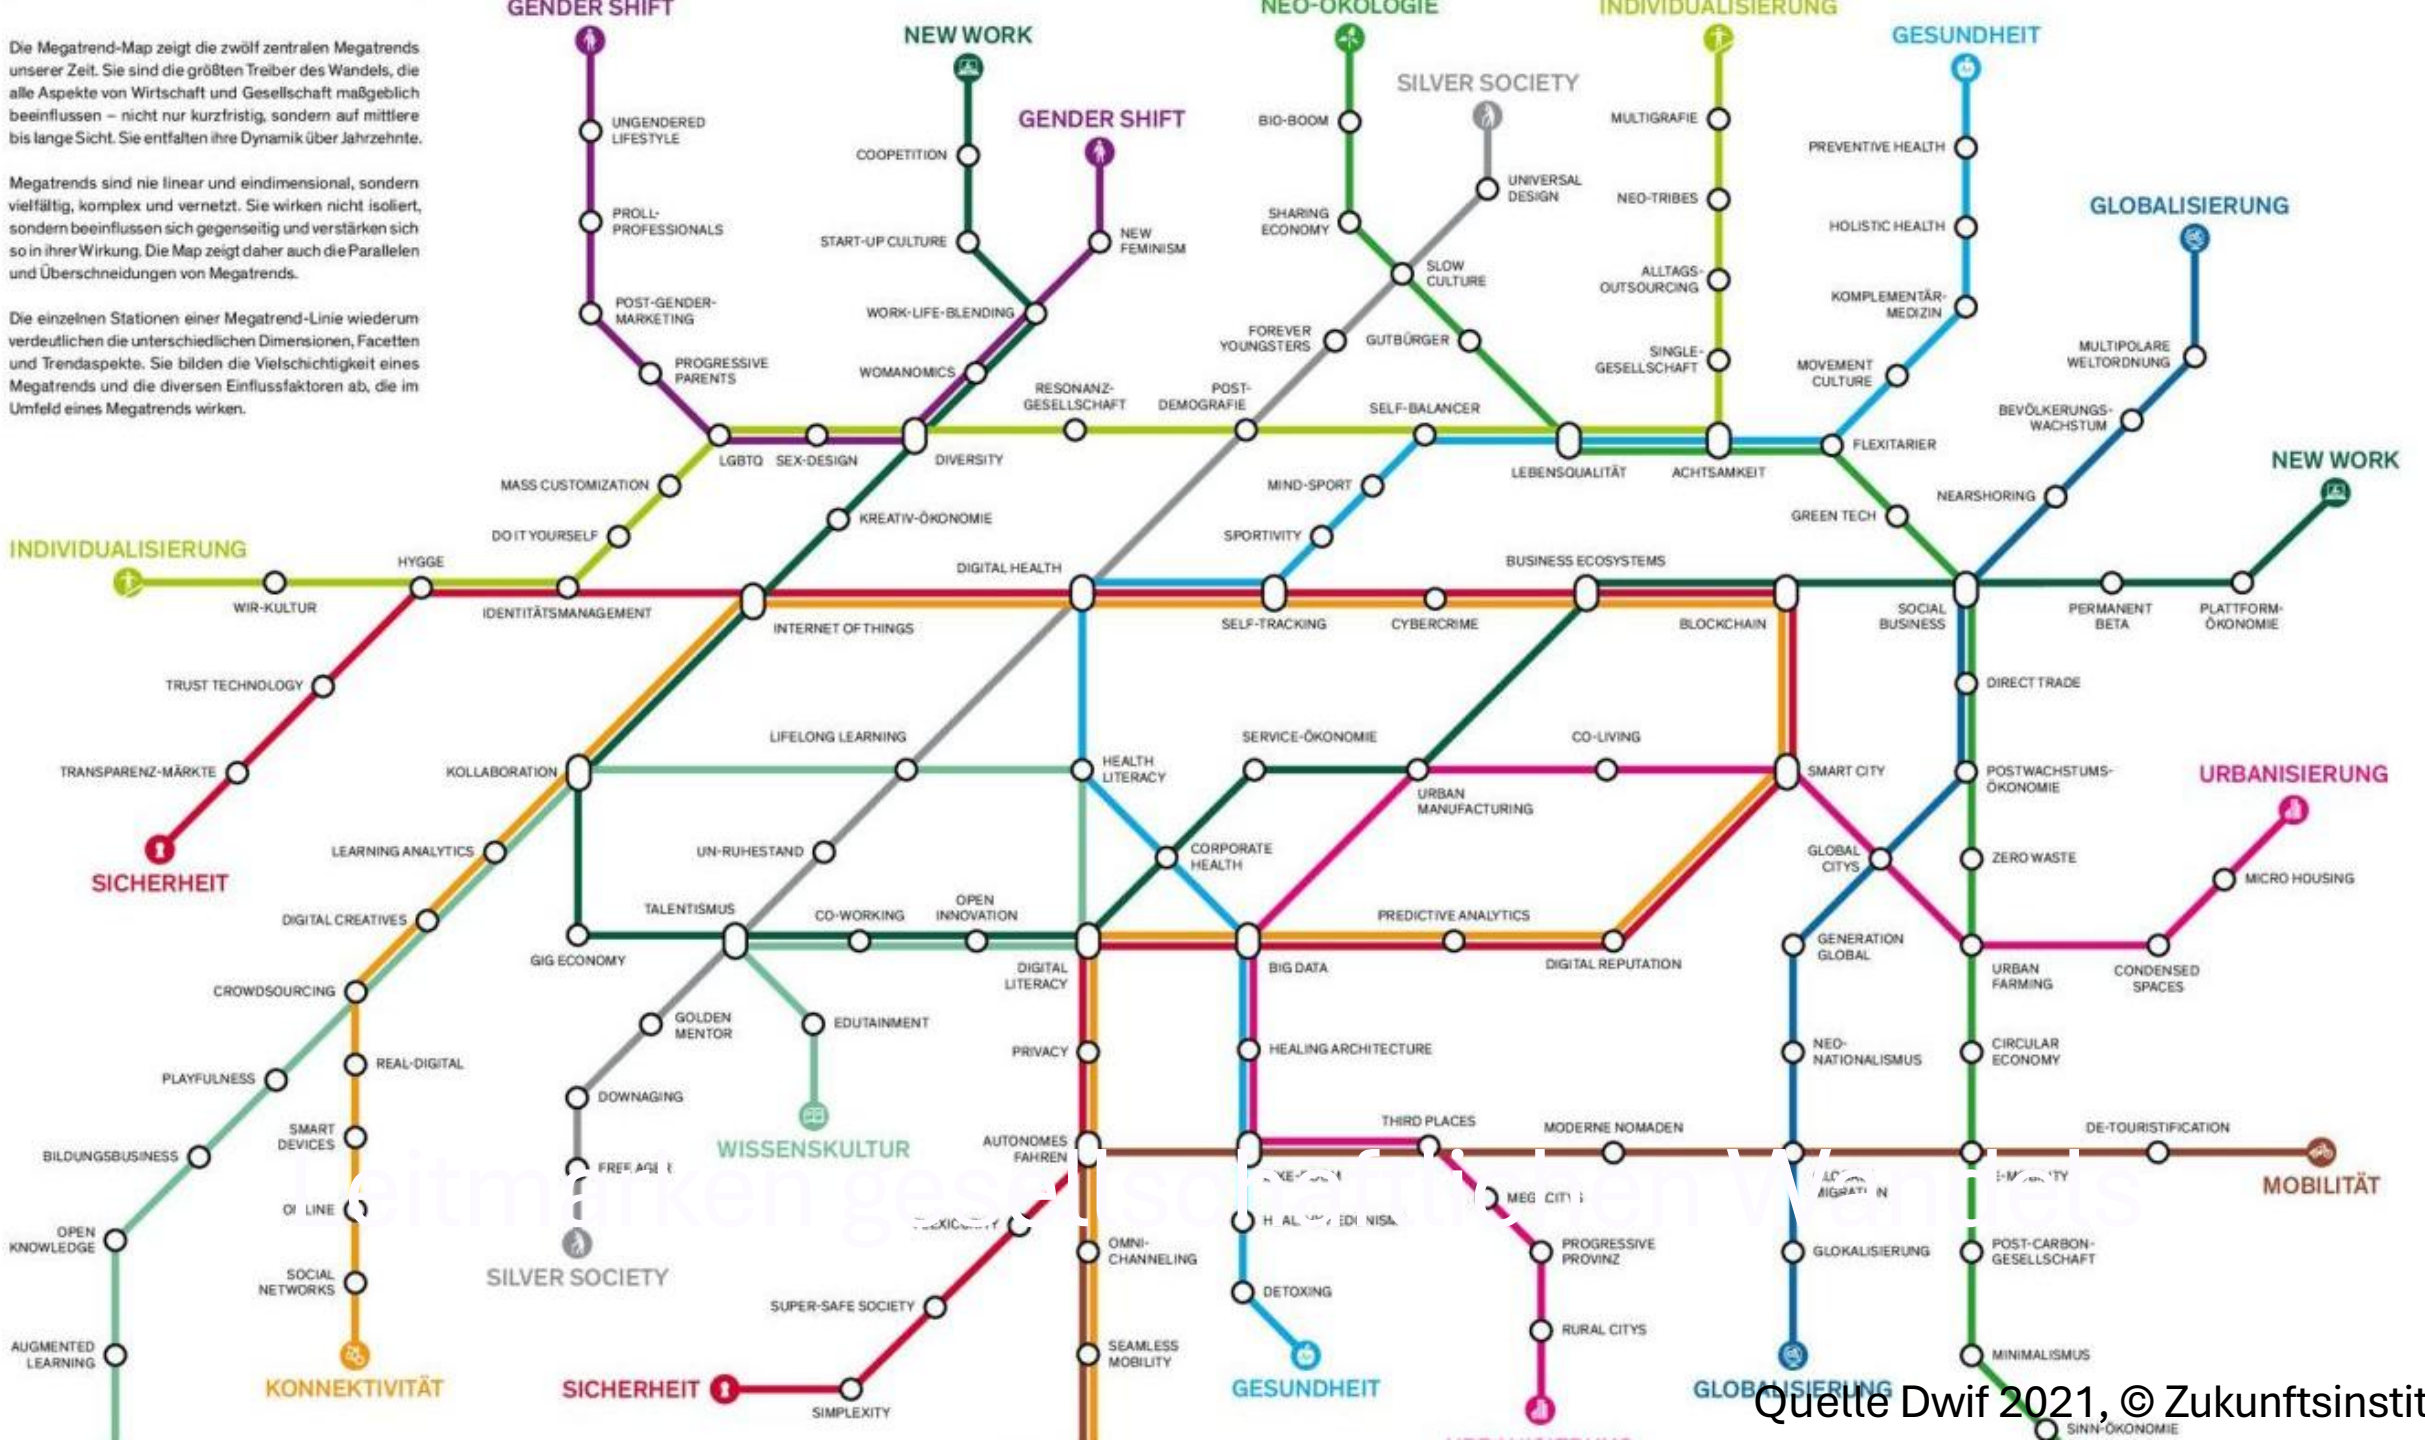 GENDER SHIFT
NEO-ÖKOLOGIE
INDIVIDUALISIERUNG
Die Megatrend-Map zeigt die zwölf zentralen Megatrends
unserer Zeit. Sie sind die größten Treiber des Wandels, die
alle Aspekte von Wirtschaft und Gesellschaft maßgeblich
beeinflussen – nicht nur kurzfristig, sondern auf mittlere
bis lange Sicht. Sie entfalten ihre Dynamik über Jahrzehnte.
Megatrends sind nie linear und eindimensional, sondern
vielfältig, komplex und vernetzt. Sie wirken nicht isoliert,
sondern beeinflussen sich gegenseitig und verstärken sich
so in ihrer Wirkung. Die Map zeigt daher auch die Parallelen
und Überschneidungen von Megatrends.
Die einzelnen Stationen einer Megatrend-Linie wiederum
verdeutlichen die unterschiedlichen Dimensionen, Facetten
und Trendaspekte. Sie bilden die Vielschichtigkeit eines
Megatrends und die diversen Einflussfaktoren ab, die im
Umfeld eines Megatrends wirken.
NEW WORK
GESUNDHEIT
SILVER SOCIETY
GENDER SHIFT
UNGENDERED
LIFESTYLE
BIO-BOOM
MULTIGRAFIE
PREVENTIVE HEALTH
COOPETITION
UNIVERSAL
DESIGN
NEO-TRIBES
GLOBALISIERUNG
PROLL-
PROFESSIONALS
SHARING
ECONOMY
HOLISTIC HEALTH
START-UP CULTURE
NEW
FEMINISM
SLOW
CULTURE
ALLTAGS-
OUTSOURCING
KOMPLEMENTÄR-
MEDIZIN
POST-GENDER-
MARKETING
WORK-LIFE-BLENDING
FOREVER
YOUNGSTERS
GUTBÜRGER
SINGLE-
GESELLSCHAFT
MULTIPOLARE
WELTORDNUNG
PROGRESSIVE
PARENTS
WOMANOMICS
RESONANZ-
GESELLSCHAFT
POST-
DEMOGRAFIE
SELF-BALANCER
MOVEMENT
CULTURE
BEVÖLKERUNGS-
WACHSTUM
LGBTQ
SEX-DESIGN
DIVERSITY
LEBENSQUALITÄT
ACHTSAMKEIT
FLEXITARIER
NEW WORK
MASS CUSTOMIZATION
MIND-SPORT
NEARSHORING
KREATIV-ÖKONOMIE
GREEN TECH
DO IT YOURSELF
SPORTIVITY
INDIVIDUALISIERUNG
HYGGE
DIGITAL HEALTH
BUSINESS ECOSYSTEMS
WIR-KULTUR
IDENTITÄTSMANAGEMENT
INTERNET OF THINGS
SELF-TRACKING
CYBERCRIME
BLOCKCHAIN
SOCIAL
BUSINESS
PERMANENT
BETA
PLATTFORM-
ÖKONOMIE
TRUST TECHNOLOGY
DIRECT TRADE
LIFELONG LEARNING
SERVICE-ÖKONOMIE
CO-LIVING
TRANSPARENZ-MÄRKTE
KOLLABORATION
HEALTH
LITERACY
URBAN
MANUFACTURING
SMART CITY
POSTWACHSTUMS-
ÖKONOMIE
URBANISIERUNG
LEARNING ANALYTICS
UN-RUHESTAND
CORPORATE
HEALTH
GLOBAL
CITYS
ZERO WASTE
MICRO HOUSING
SICHERHEIT
DIGITAL CREATIVES
TALENTISMUS
CO-WORKING
OPEN
INNOVATION
PREDICTIVE ANALYTICS
GIG ECONOMY
DIGITAL
LITERACY
BIG DATA
DIGITAL REPUTATION
GENERATION
GLOBAL
URBAN
FARMING
CONDENSED
SPACES
CROWDSOURCING
GOLDEN
MENTOR
EDUTAINMENT
PRIVACY
HEALING ARCHITECTURE
NEO-
NATIONALISMUS
CIRCULAR
ECONOMY
REAL-DIGITAL
PLAYFULNESS
DOWNAGING
SMART
DEVICES
WISSENSKULTUR
AUTONOMES
FAHREN
THIRD PLACES
MODERNE NOMADEN
DE-TOURISTIFICATION
BILDUNGSBUSINESS
MOBILITÄT
Leitmarken gesellschaftlichen Wandels
OPEN
KNOWLEDGE
OMNI-
CHANNELING
PROGRESSIVE
PROVINZ
GLOKALISIERUNG
POST-CARBON-
GESELLSCHAFT
SILVER SOCIETY
SOCIAL
NETWORKS
SUPER-SAFE SOCIETY
DETOXING
RURAL CITYS
AUGMENTED
LEARNING
SEAMLESS
MOBILITY
MINIMALISMUS
KONNEKTIVITÄT
SICHERHEIT
SIMPLEXITY
GESUNDHEIT
GLOBALISIERUNG
Quelle Dwif 2021, © Zukunftsinstit
SINN-ÖKONOMIE